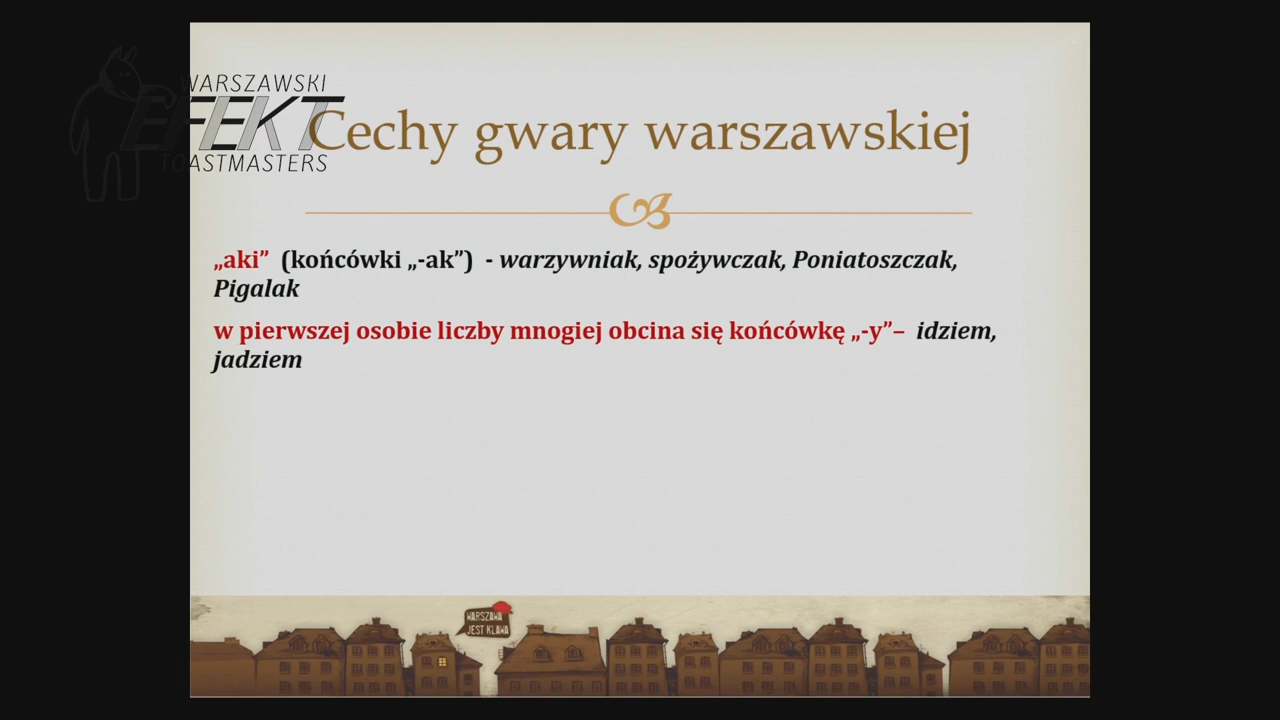 WARSZAWSKI
EFEKT
TOASTMASTERS
Cechy gwary warszawskiej
„aki” (końcówki „-ak”) - warzywniak, spożywczak, Poniatoszczak,
Pigalak
w pierwszej osobie liczby mnogiej obcina się końcówkę „-y”– idziem,
jadziem
WARSZAWA
JEST KLAWA